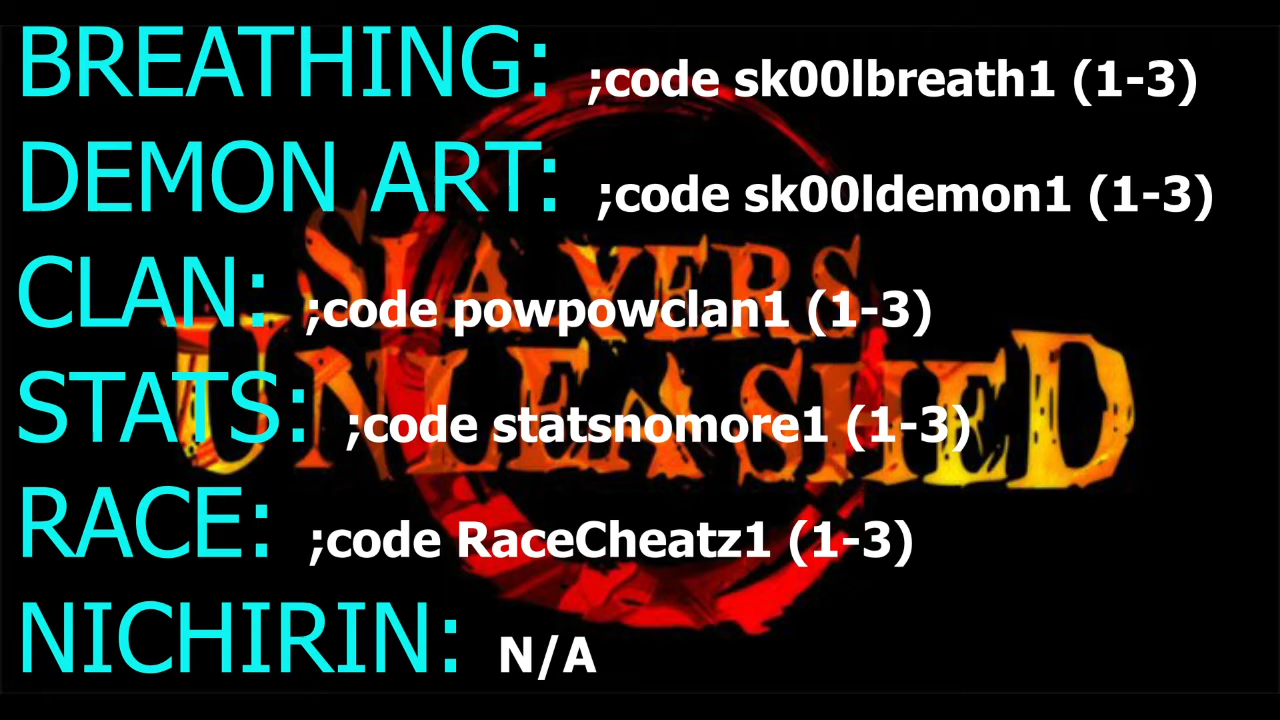 BREATHING: ;code sk00lbreath1 (1-3)
DEMON ART: ;code sk00ldemon1 (1-3)
SLAYERS
CLAN: ;code powpowclan1 (1-3)
UNLEASHED
STATS: ;code statsnomore1 (1-3)
RACE: ;code RaceCheatz1 (1-3)
NICHIRIN: N/A